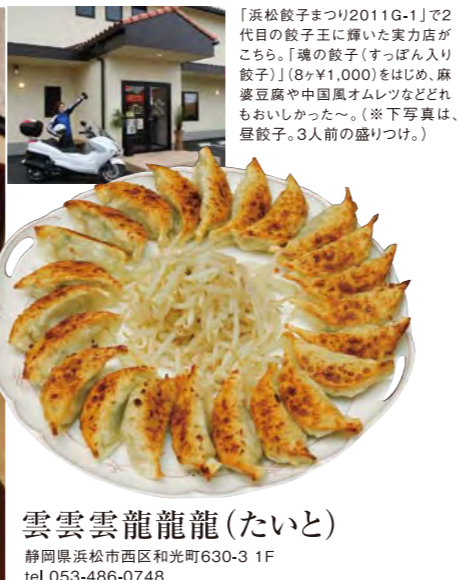 「浜松餃子まつり2011G-1」で2
代目の餃子王に輝いた実力店が
こちら。「魂の餃子(すっぽん入り
餃子)」(8ヶ¥1,000)をはじめ、麻
婆豆腐や中国風オムレツなどどれ
もおいしかった〜。(※下写真は、
昼餃子。3人前の盛りつけ。)
雲雲雲龍龍龍(たいと)
静岡県浜松市西区和光町630-3 1F
tel.053-486-0748